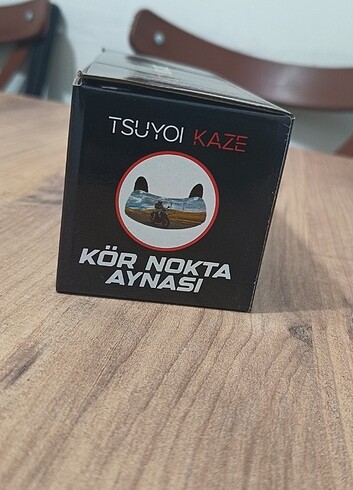 TSUYOI KAZE
KÖR NOKTA
AYNASI